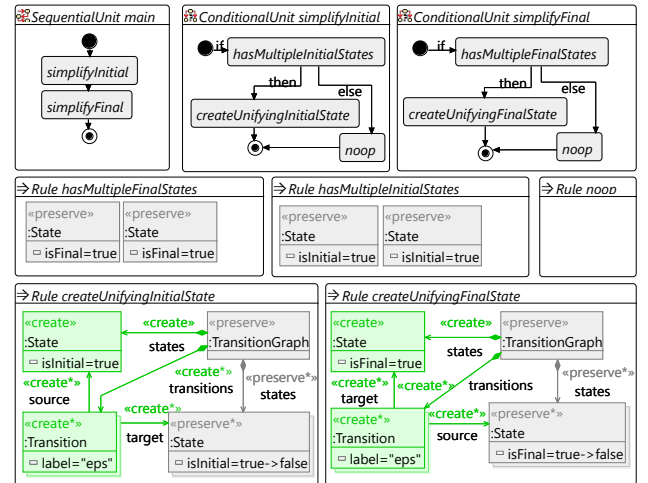 SequentialUnit main
simplifyInitial
simplifyFinal
ConditionalUnit simplifyInitial
if
hasMultipleInitialStates
then
else
createUnifyingInitialState
noop
ConditionalUnit simplifyFinal
if
hasMultipleFinalStates
then
else
createUnifyingFinalState
noop
Rule hasMultipleFinalStates
«preserve»
:State
isFinal=true
«preserve»
:State
isFinal=true
Rule hasMultipleInitialStates
«preserve»
:State
isInitial=true
«preserve»
:State
isInitial=true
Rule noop
Rule createUnifyingInitialState
«create»
:State
isInitial=true
«create»
states
«preserve»
:TransitionGraph
«create*»
source
«create*»
transitions
«preserve*»
states
«create*»
:Transition
label="eps"
«create*»
target
«preserve*»
:State
isInitial=true->false
Rule createUnifyingFinalState
«create»
:State
isFinal=true
«create»
states
«preserve»
:TransitionGraph
«create*»
target
«create*»
transitions
«preserve*»
states
«create*»
:Transition
label="eps"
«create*»
source
«preserve*»
:State
isFinal=true->false